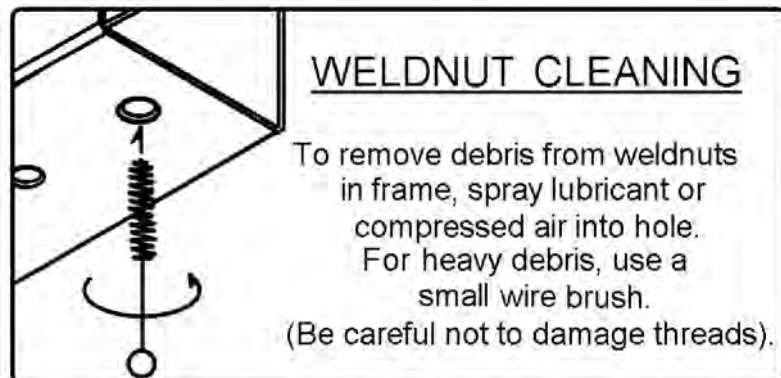 WELDNUT CLEANING
To remove debris from weldnuts
in frame, spray lubricant or
compressed air into hole.
For heavy debris, use a
small wire brush.
(Be careful not to damage threads).